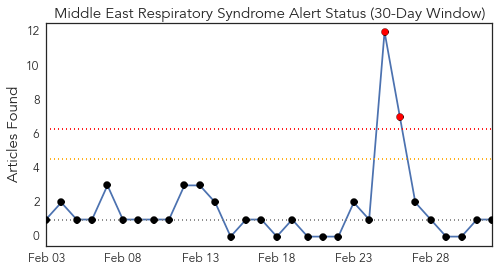 Middle East Respiratory Syndrome Alert Status (30-Day Window)
Articles Found
12
10
8
6
4
2
0
Feb 03 Feb 08 Feb 13 Feb 18 Feb 23 Feb 28